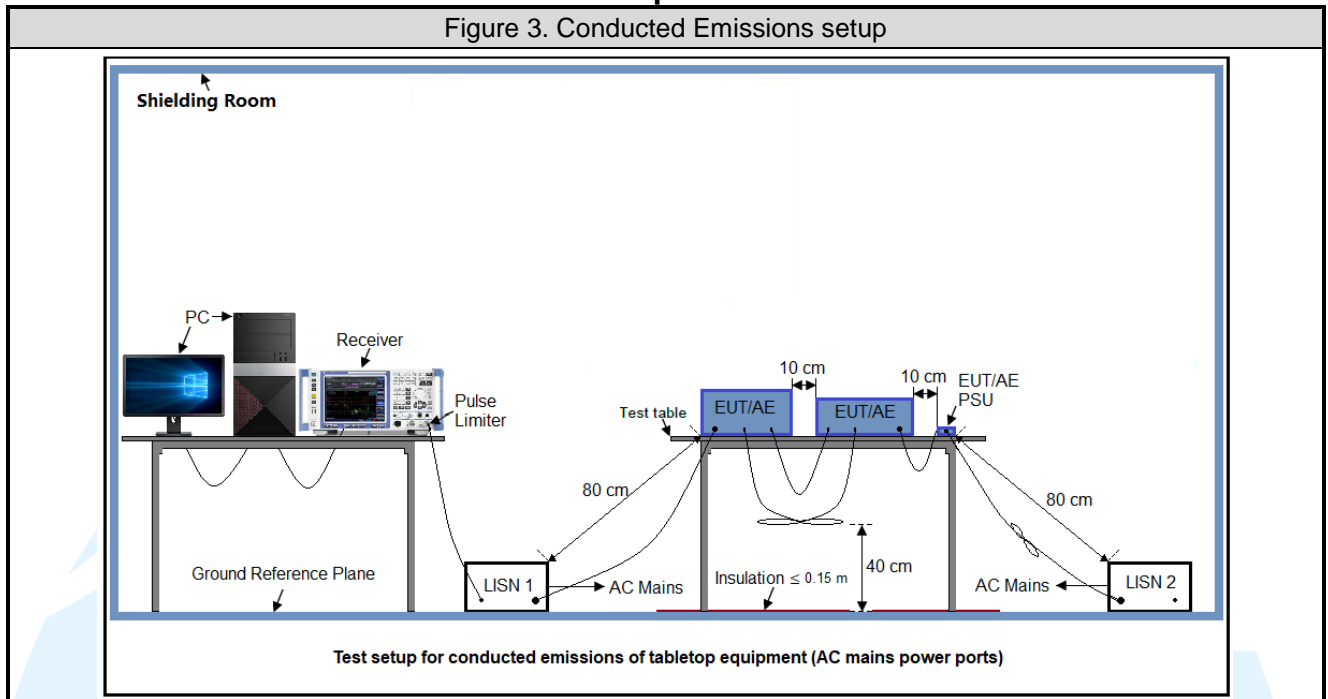 Figure 3. Conducted Emissions setup
Shielding Room
PC
Receiver
Pulse
Limiter
10 cm
10 cm
EUT/AE
PSU
Test table
EUT/AE
EUT/AE
80 cm
80 cm
40 cm
Ground Reference Plane
LISN 1
AC Mains
Insulation ≤ 0.15 m
AC Mains
LISN 2
Test setup for conducted emissions of tabletop equipment (AC mains power ports)